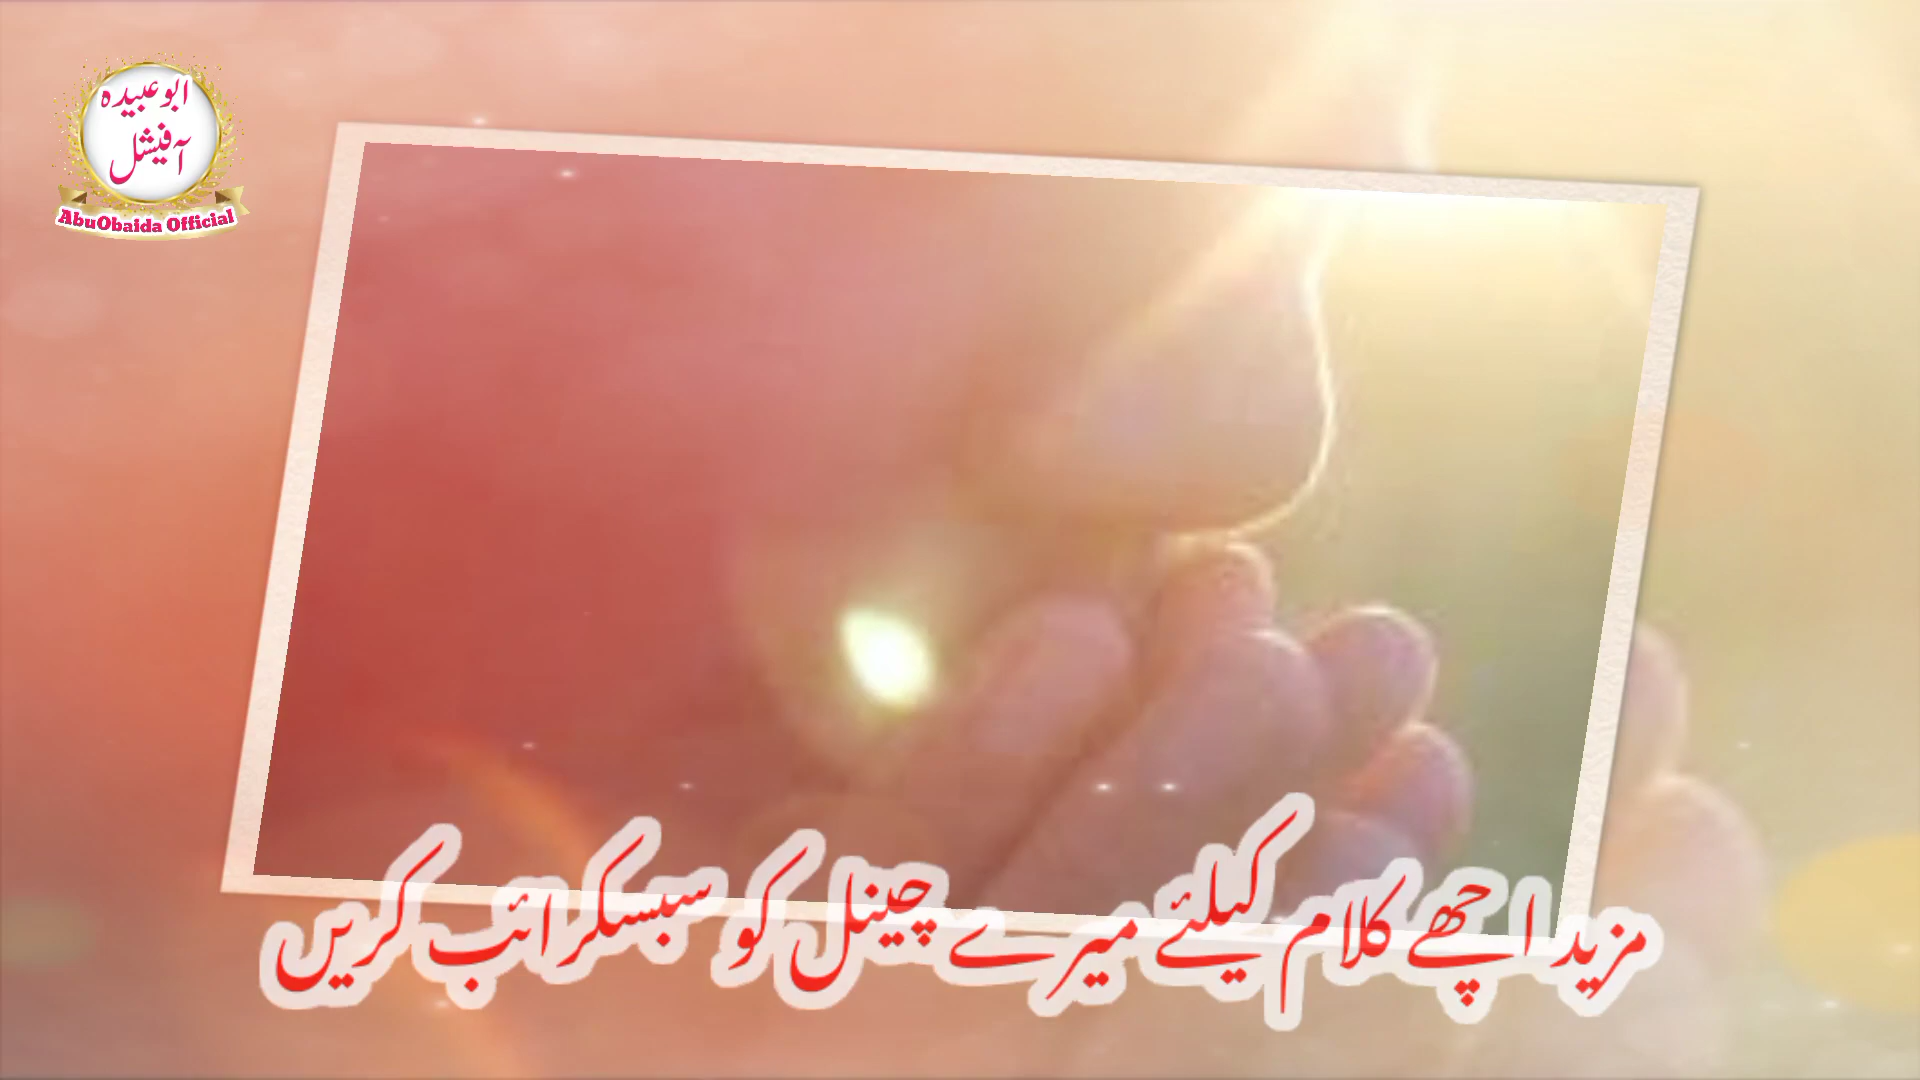 ابو عبیدہ
آفیشل
AbuObaida Official
مزید اچھے کلام کیلئے میرے چینل کو سبسکرائب کریں